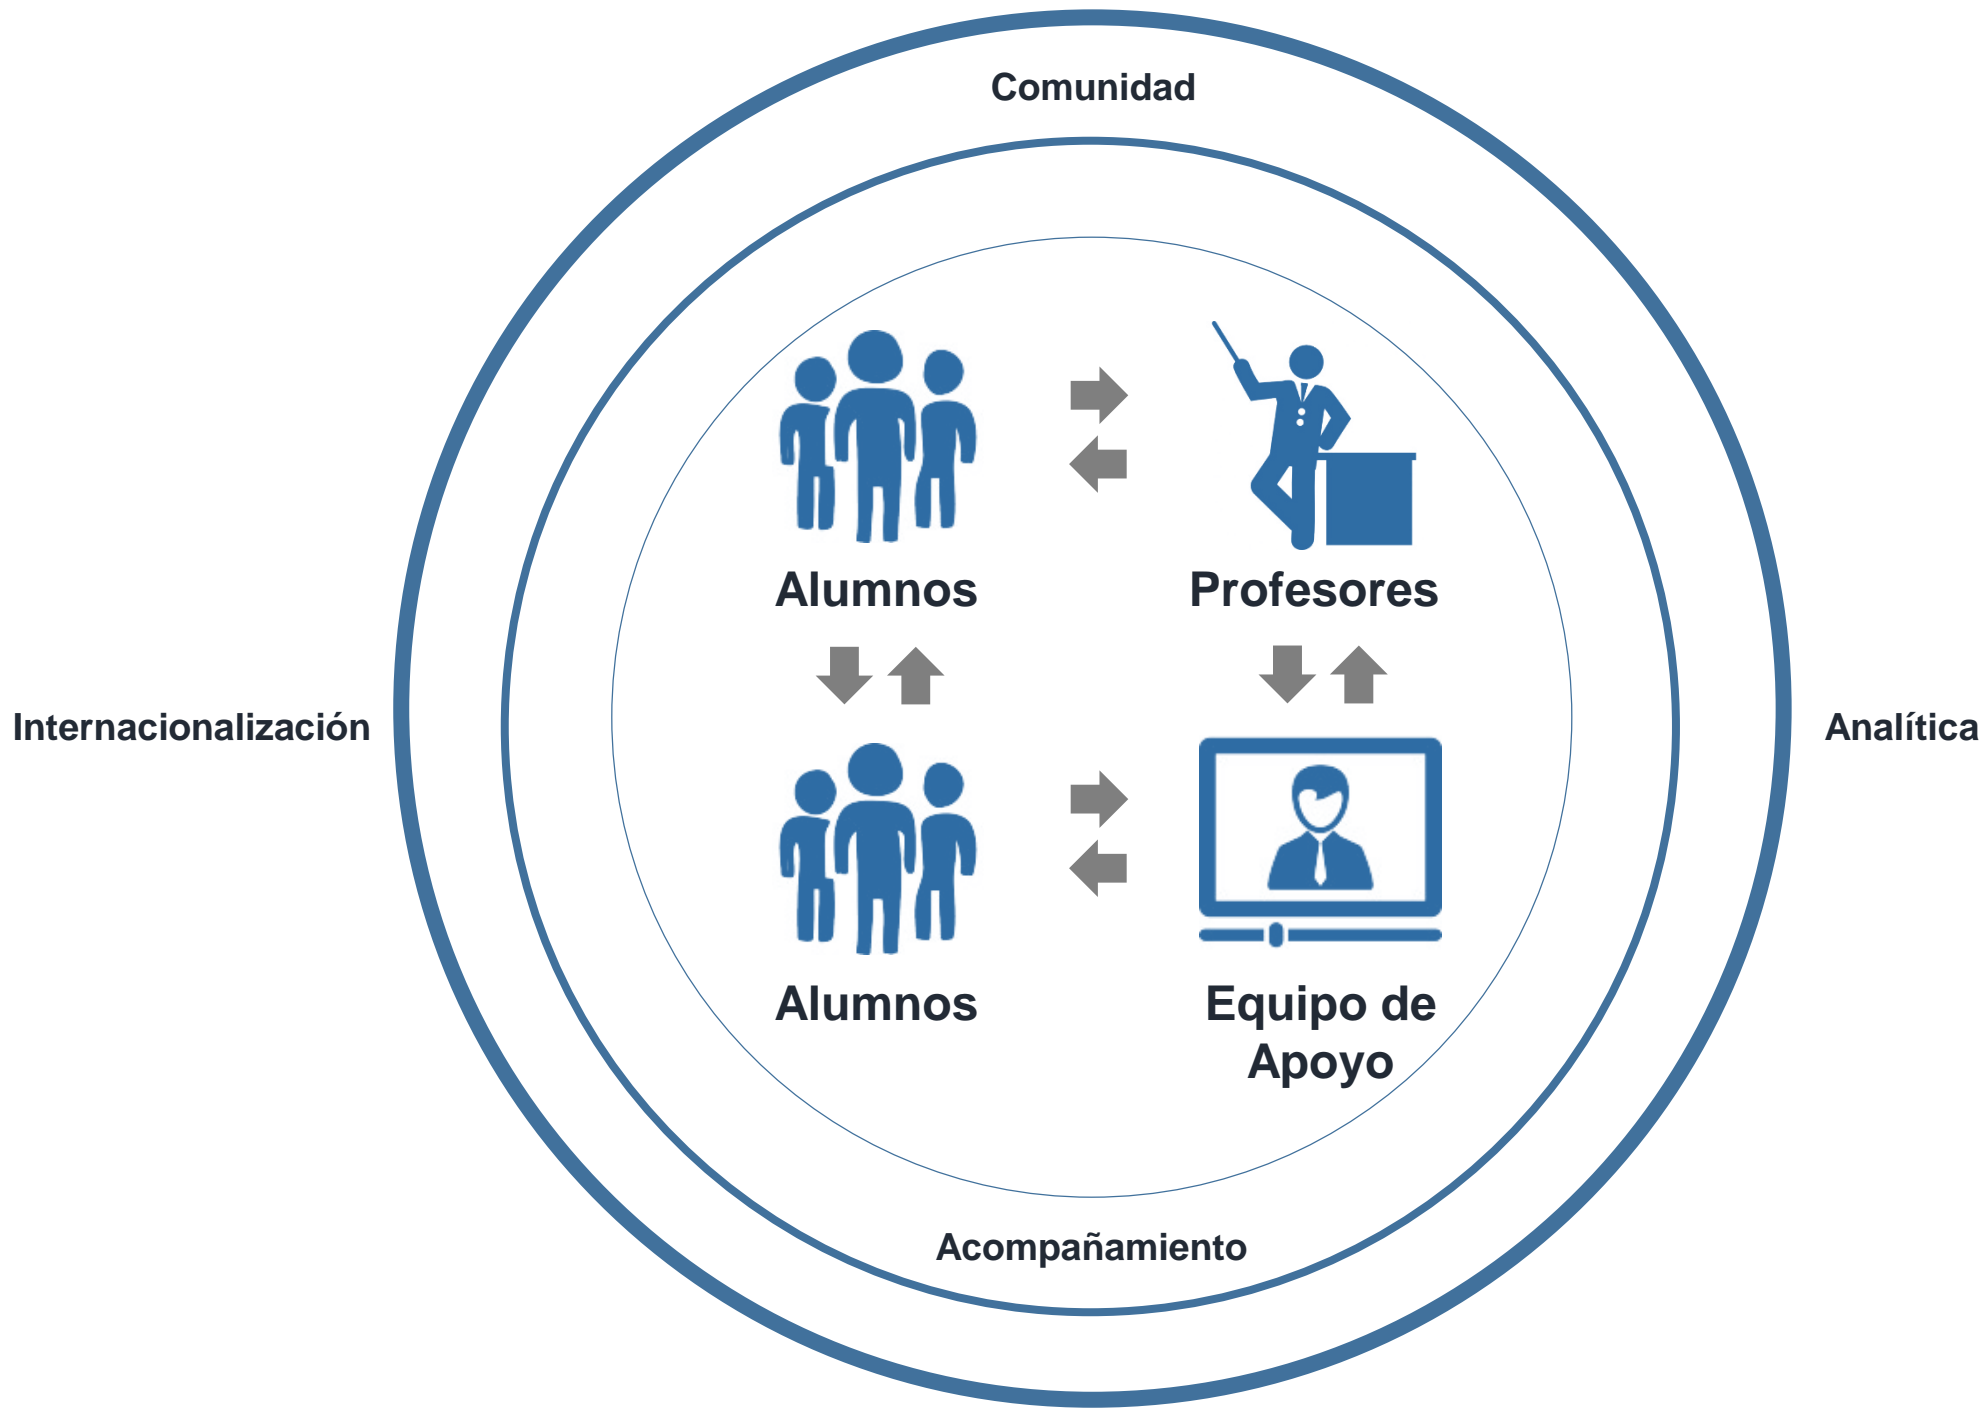 Comunidad
Alumnos
Profesores
Internacionalización
Analítica
Alumnos
Equipo de
Apoyo
Acompañamiento